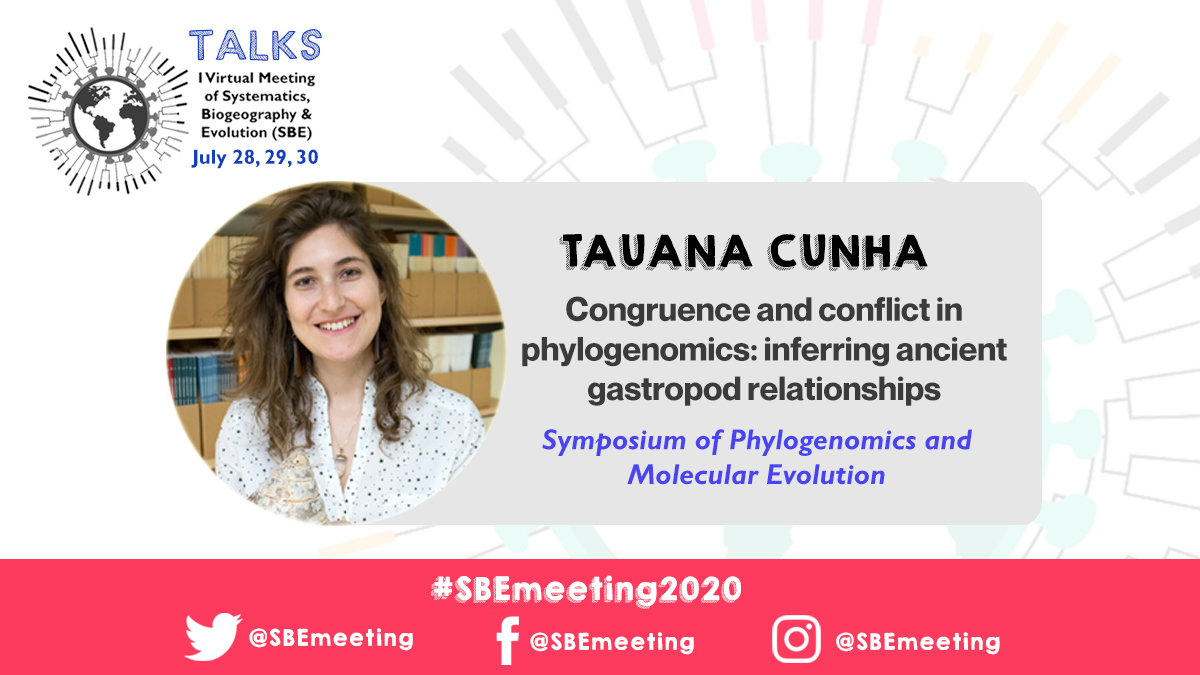 TALKS
I Virtual Meeting
of Systematics,
Biogeography &
Evolution (SBE)
July 28, 29, 30
TAUANA CUNHA
Congruence and conflict in
phylogenomics: inferring ancient
gastropod relationships
Symposium of Phylogenomics and
Molecular Evolution
#SBEmeeting2020
@SBEmeeting @SBEmeeting @SBEmeeting